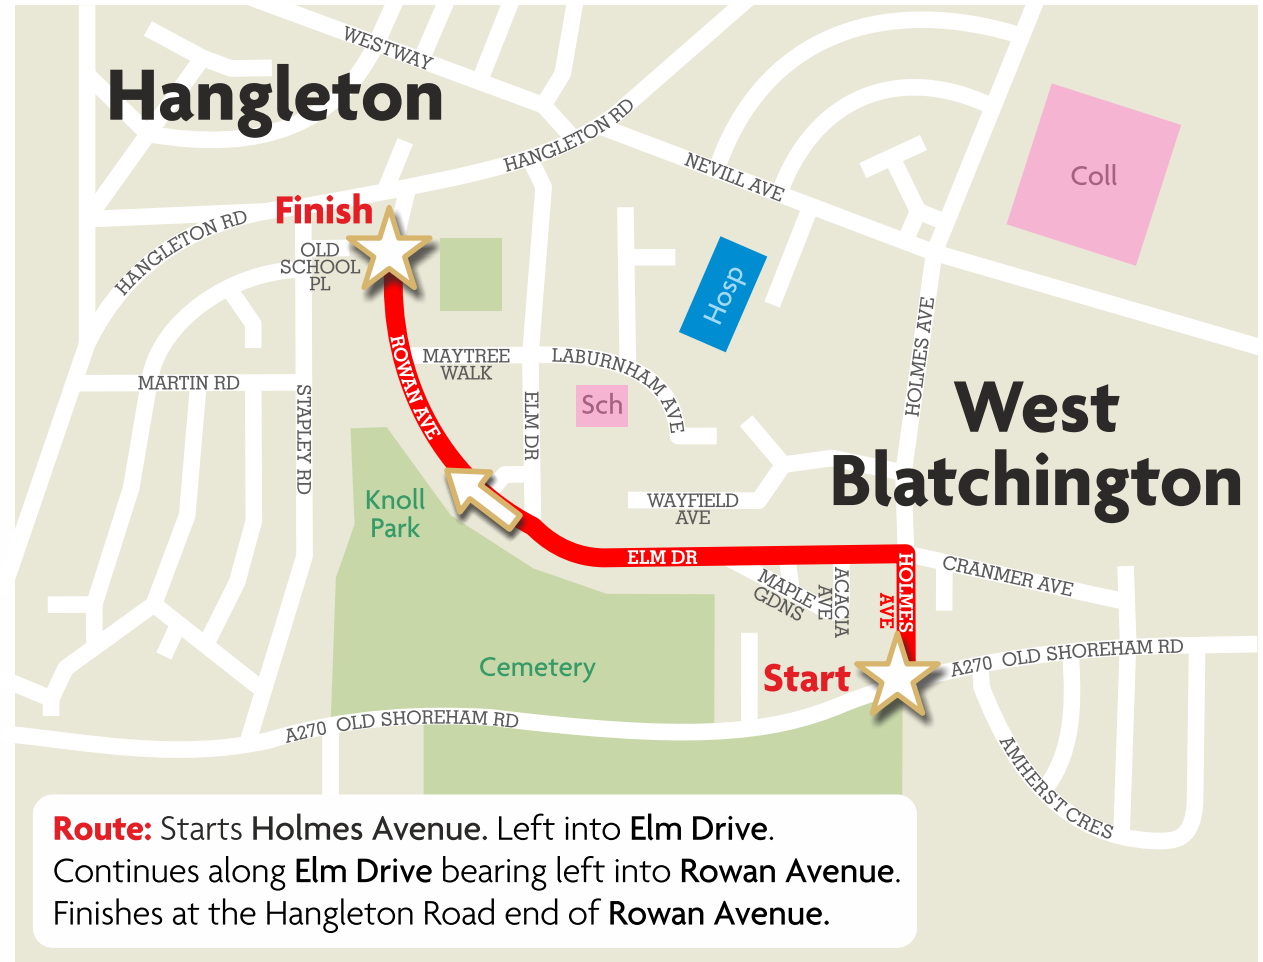 WESTWAY
Hangleton
HANGLETON RD
NEVILL AVE
Coll
Finish
HANGLETON RD
OLD
SCHOOL
PL
Hosp
HOLMES AVE
ROWAN AVE
MAYTREE
WALK
LABURNHAM AVE
MARTIN RD
STAPLEY RD
ELM DR
Sch
West
Blatchington
Knoll
Park
WAYFIELD
AVE
ELM DR
MAPLE
GDNS
ACACIA
AVE
HOLMES
AVE
CRANMER AVE
Cemetery
Start
A270 OLD SHOREHAM RD
A270 OLD SHOREHAM RD
AMHERST CRES
Route: Starts Holmes Avenue. Left into Elm Drive.
Continues along Elm Drive bearing left into Rowan Avenue.
Finishes at the Hangleton Road end of Rowan Avenue.